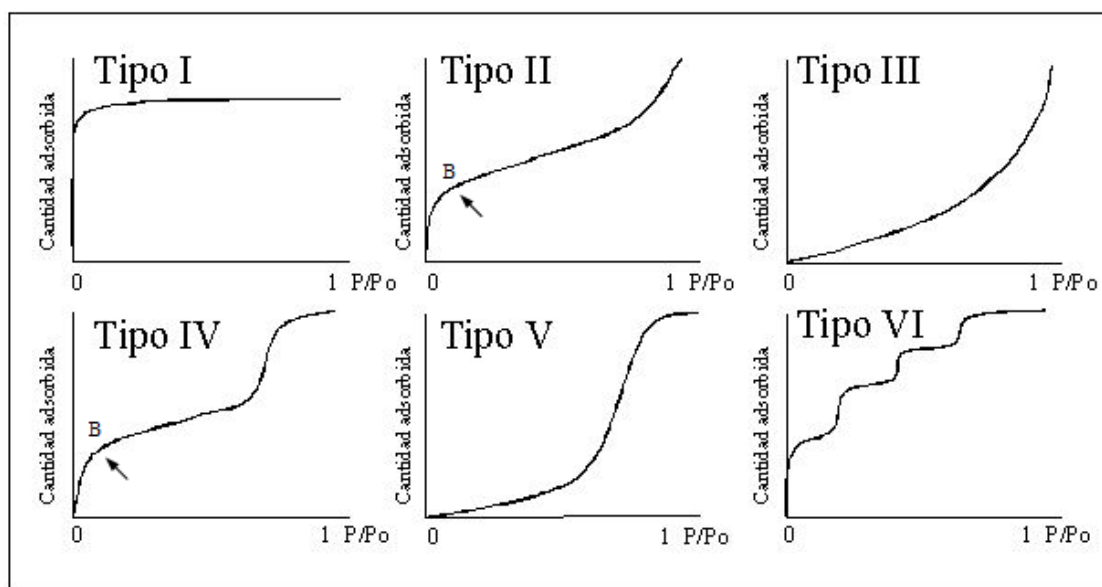 Tipo I
Cantidad adsorbida
0
1 P/Po
Tipo II
Cantidad adsorbida
B
0
1 P/Po
Tipo III
Cantidad adsorbida
0
1 P/Po
Tipo IV
Cantidad adsorbida
B
0
1 P/Po
Tipo V
Cantidad adsorbida
0
1 P/Po
Tipo VI
Cantidad adsorbida
0
1 P/Po